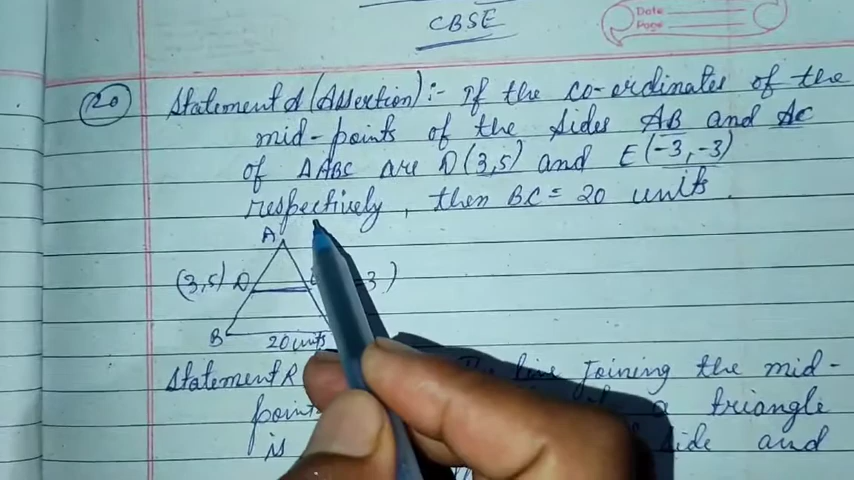 CBSE
Date
Page
20 Statement A (Assertion) :- If the co-ordinates of the
mid-points of the sides AB and AC
of ΔABC are D(3,5) and E(-3,-3)
respectively, then BC = 20 units.
A
(3,5) D 3)
B 20 units
Statement R The line joining the mid-
point a triangle
is side and